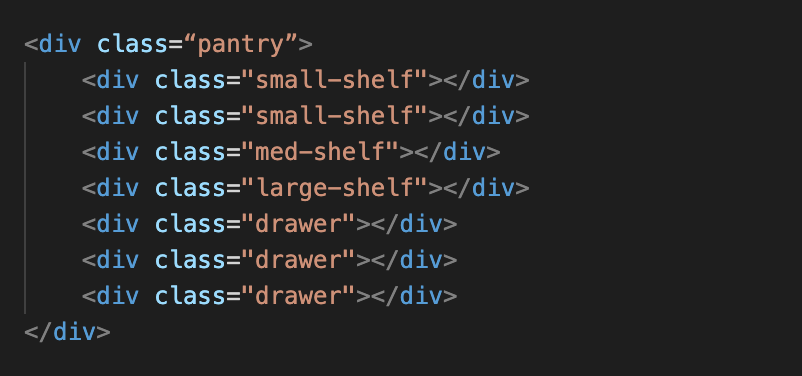 <div class=“pantry”>
    <div class="small-shelf"></div>
    <div class="small-shelf"></div>
    <div class="med-shelf"></div>
    <div class="large-shelf"></div>
    <div class="drawer"></div>
    <div class="drawer"></div>
    <div class="drawer"></div>
</div>